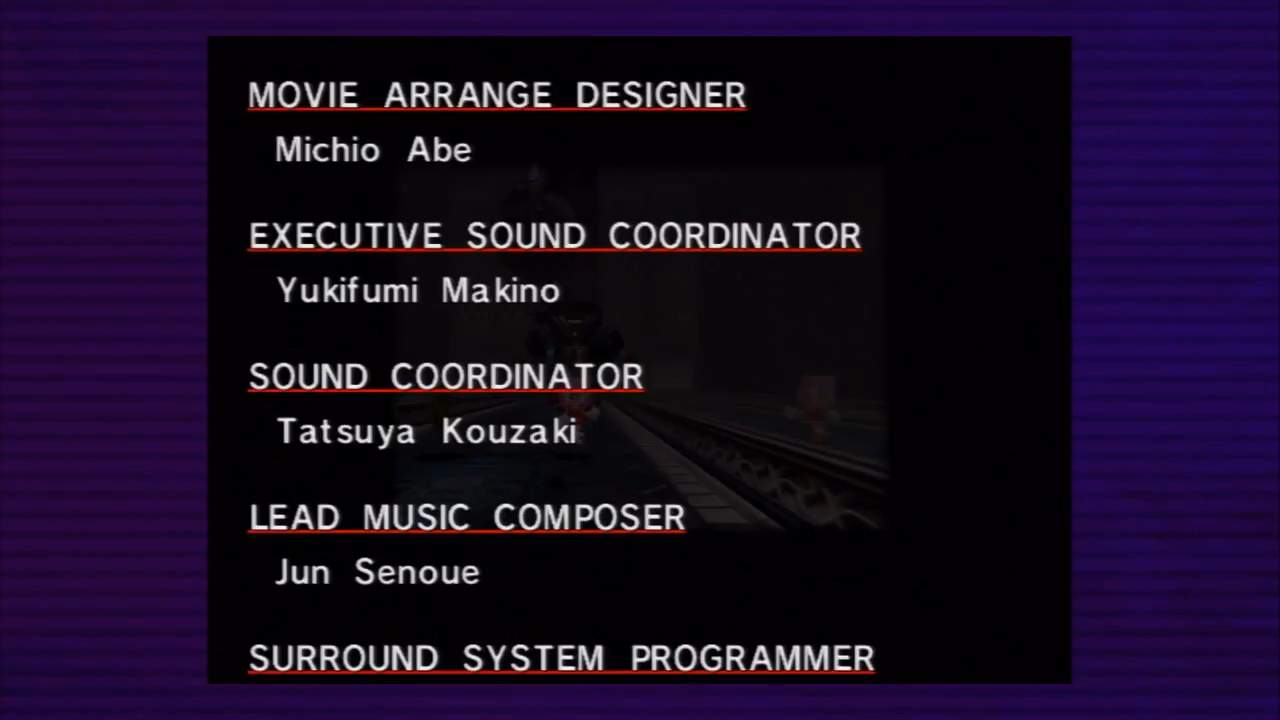 MOVIE ARRANGE DESIGNER
Michio Abe
EXECUTIVE SOUND COORDINATOR
Yukifumi Makino
SOUND COORDINATOR
Tatsuya Kouzaki
LEAD MUSIC COMPOSER
Jun Senoue
SURROUND SYSTEM PROGRAMMER